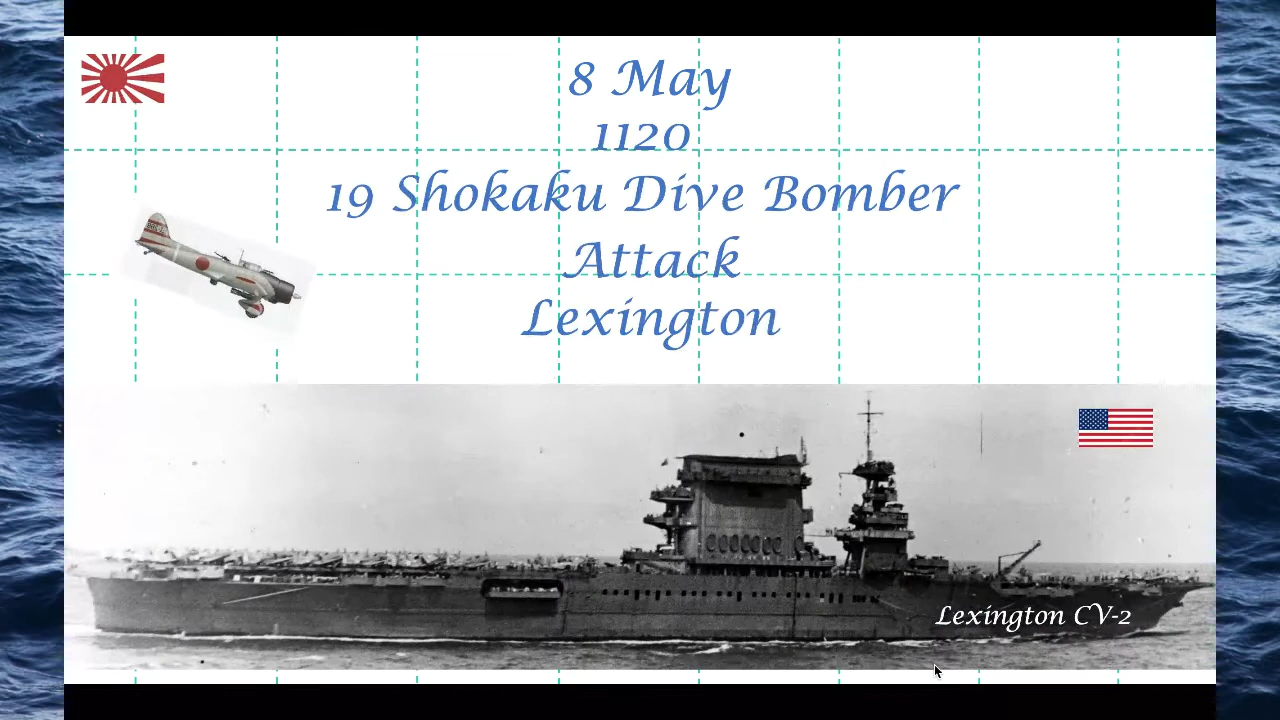 8 May
1120
19 Shokaku Dive Bomber
Attack
Lexington
Lexington CV-2